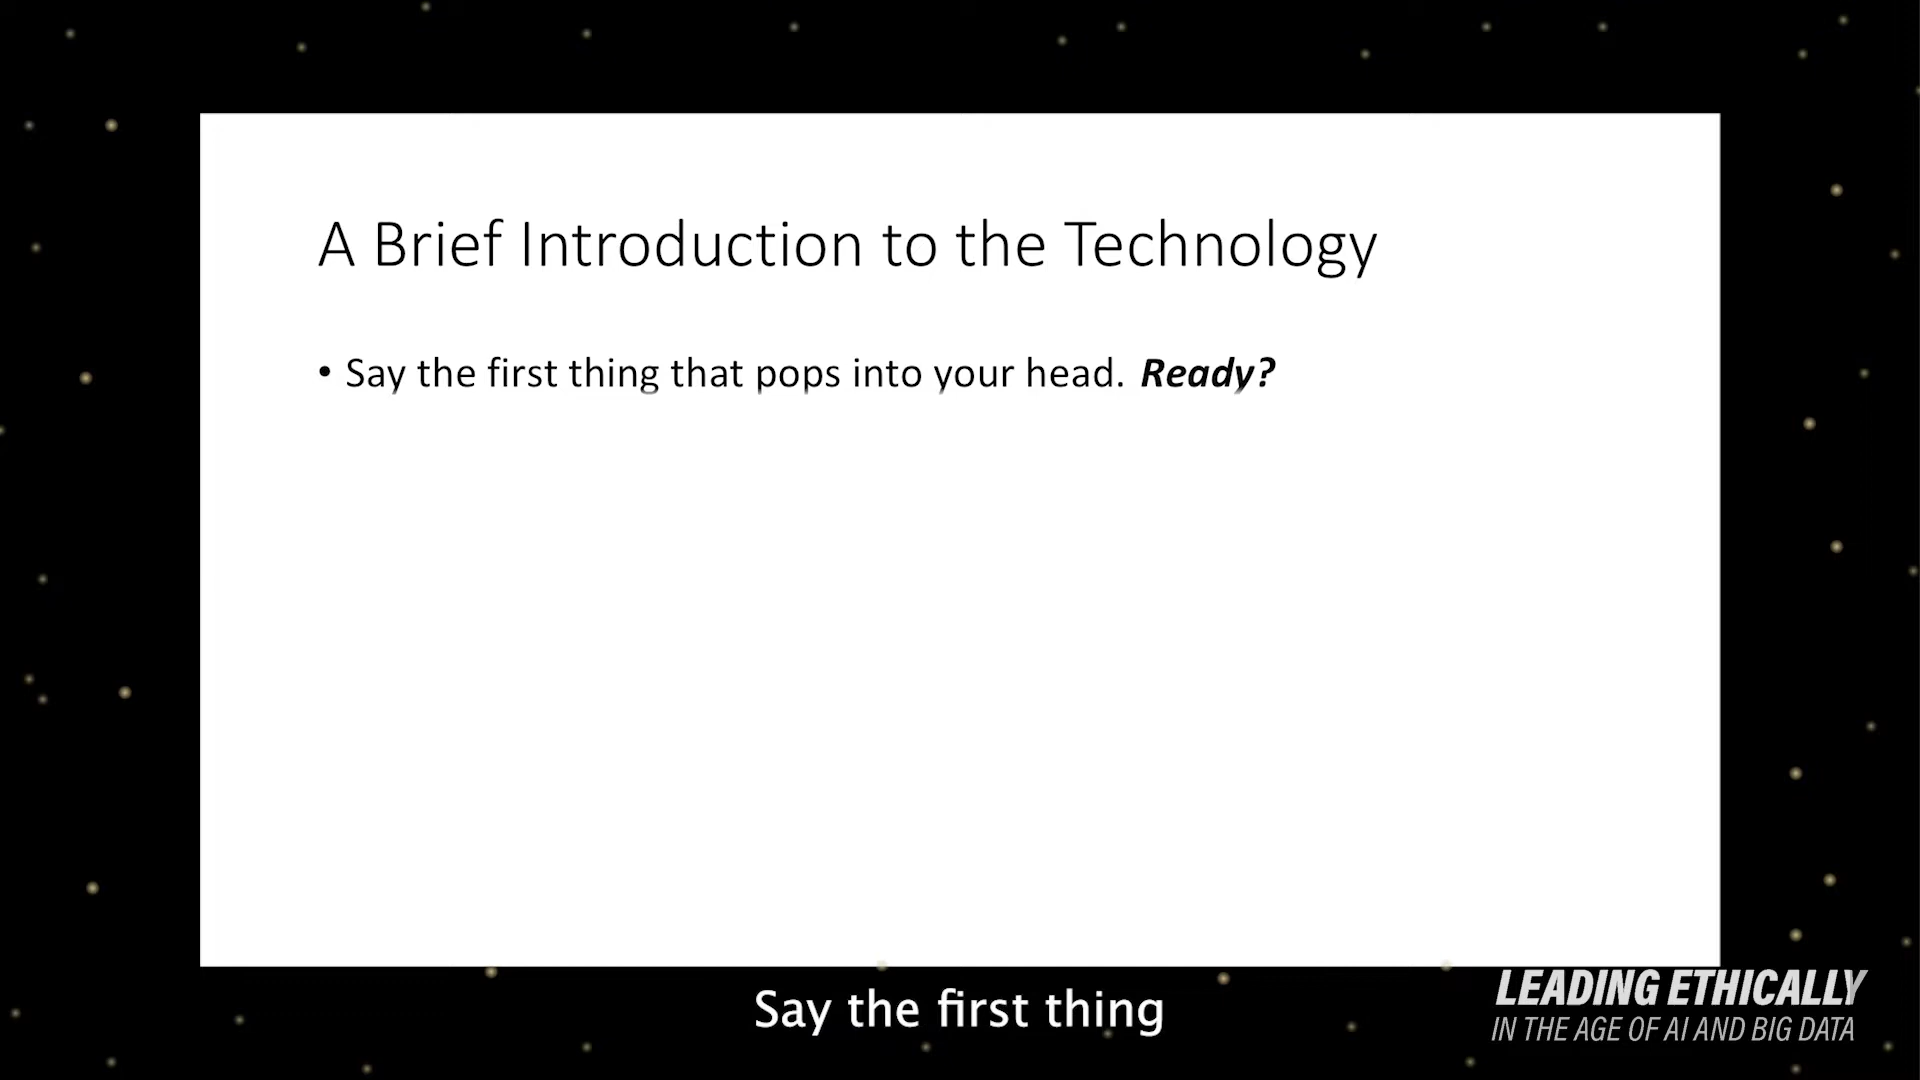 A Brief Introduction to the Technology
• Say the first thing that pops into your head. Ready?
Say the first thing
LEADING ETHICALLY
IN THE AGE OF AI AND BIG DATA